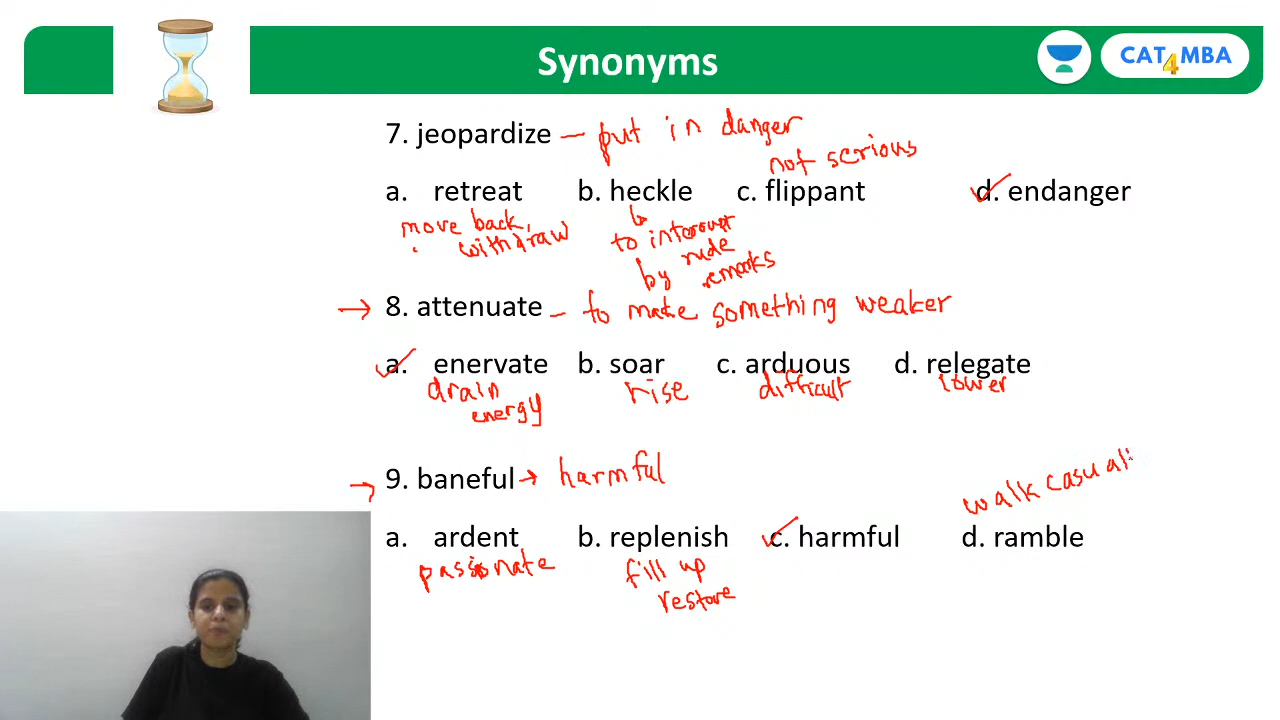 Synonyms
CAT4MBA
7. jeopardize – put in danger
not serious
a. retreat b. heckle c. flippant d. endanger
move back, withdraw
to interrupt
rude
by remarks
8. attenuate – to make something weaker
a. enervate b. soar c. arduous d. relegate
drain energy rise difficult lower
9. baneful → harmful
walk casuali
a. ardent b. replenish c. harmful d. ramble
passionate fill up
restore